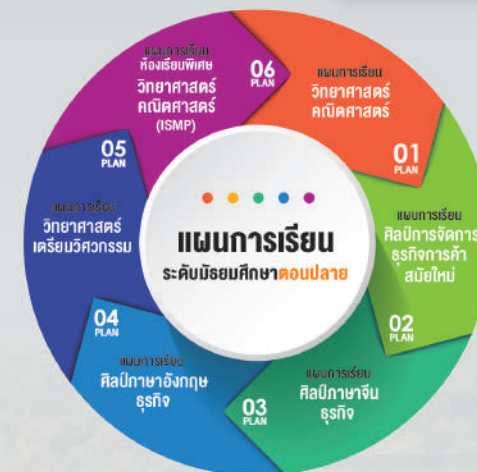 แผนการเรียน
ระดับมัธยมศึกษาตอนปลาย
แผนการเรียน
วิทยาศาสตร์
คณิตศาสตร์
01
PLAN
แผนการเรียน
ศิลป์การจัดการ
ธุรกิจการค้า
สมัยใหม่
02
PLAN
แผนการเรียน
ศิลป์ภาษาจีน
ธุรกิจ
03
PLAN
แผนการเรียน
ศิลป์ภาษาอังกฤษ
ธุรกิจ
04
PLAN
แผนการเรียน
วิทยาศาสตร์
เตรียมวิศวกรรม
05
PLAN
แผนการเรียน
ห้องเรียนพิเศษ
วิทยาศาสตร์
คณิตศาสตร์
(ISMP)
06
PLAN